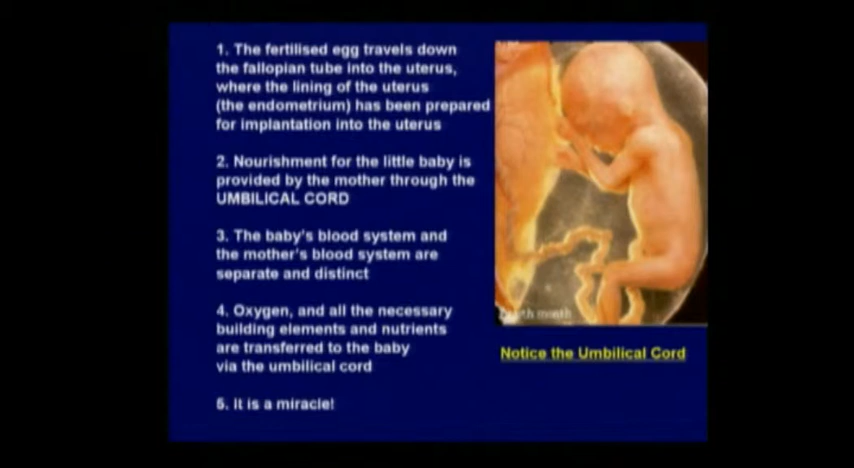 1. The fertilised egg travels down
the fallopian tube into the uterus,
where the lining of the uterus
(the endometrium) has been prepared
for implantation into the uterus
2. Nourishment for the little baby is
provided by the mother through the
UMBILICAL CORD
3. The baby's blood system and
the mother's blood system are
separate and distinct
4. Oxygen, and all the necessary
building elements and nutrients
are transferred to the baby
via the umbilical cord
5. It is a miracle!
month
Notice the Umbilical Cord